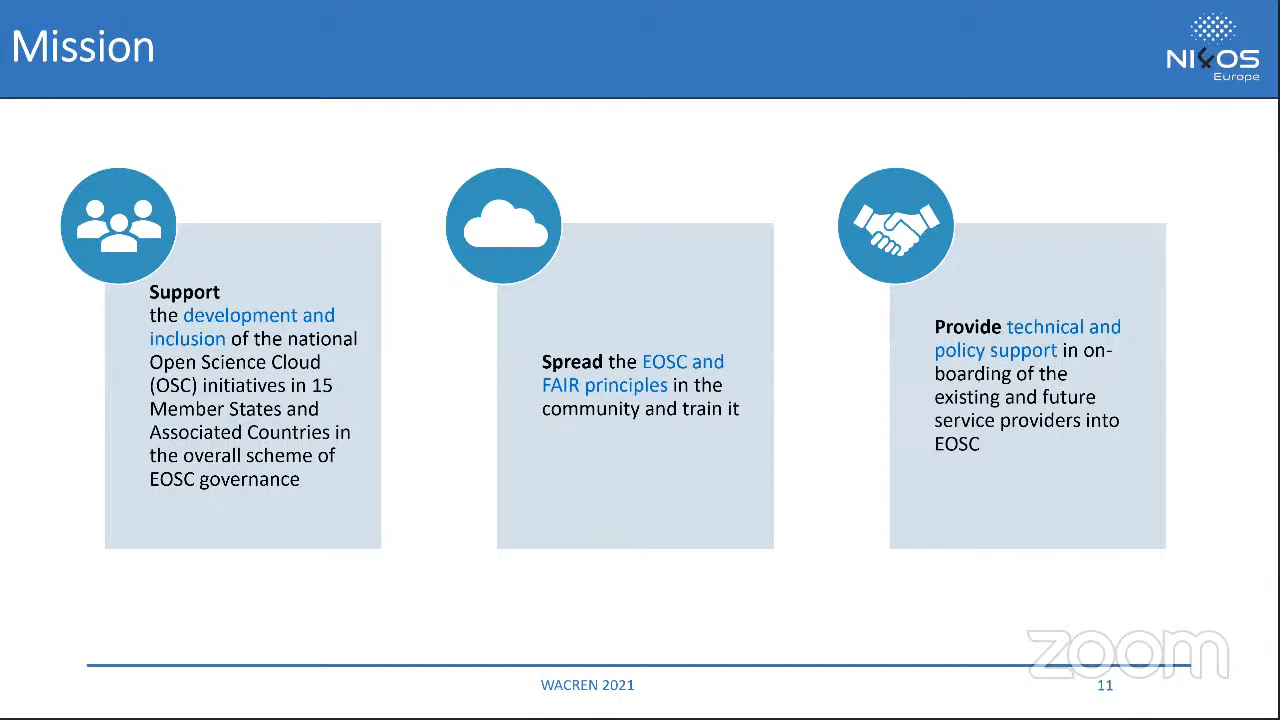 Mission
NI4OS
Europe
Support
the development and
inclusion of the national
Open Science Cloud
(OSC) initiatives in 15
Member States and
Associated Countries in
the overall scheme of
EOSC governance
Spread the EOSC and
FAIR principles in the
community and train it
Provide technical and
policy support in on-
boarding of the
existing and future
service providers into
EOSC
zoom
WACREN 2021
11